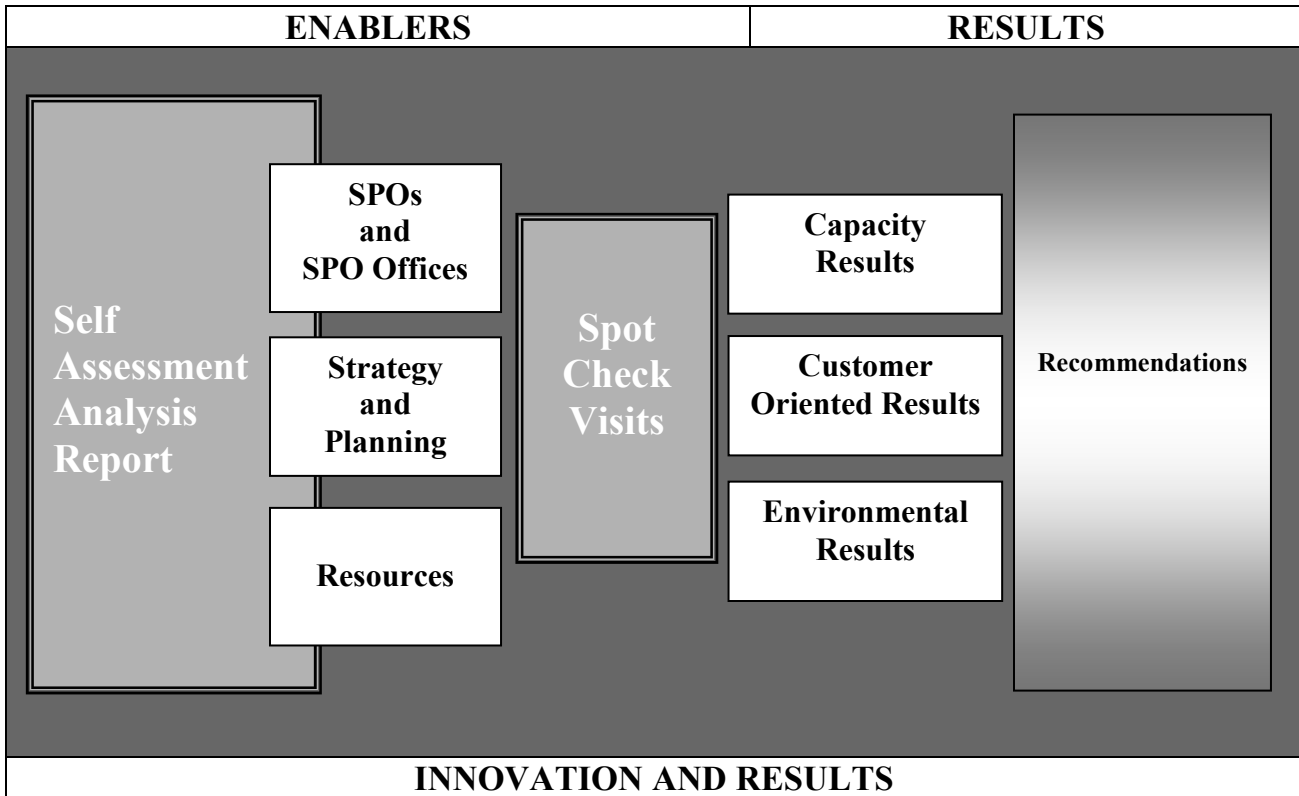 ENABLERS
RESULTS
Self
Assessment
Analysis
Report
SPOs
and
SPO Offices
Strategy
and
Planning
Resources
Spot
Check
Visits
Capacity
Results
Customer
Oriented Results
Environmental
Results
Recommendations
INNOVATION AND RESULTS